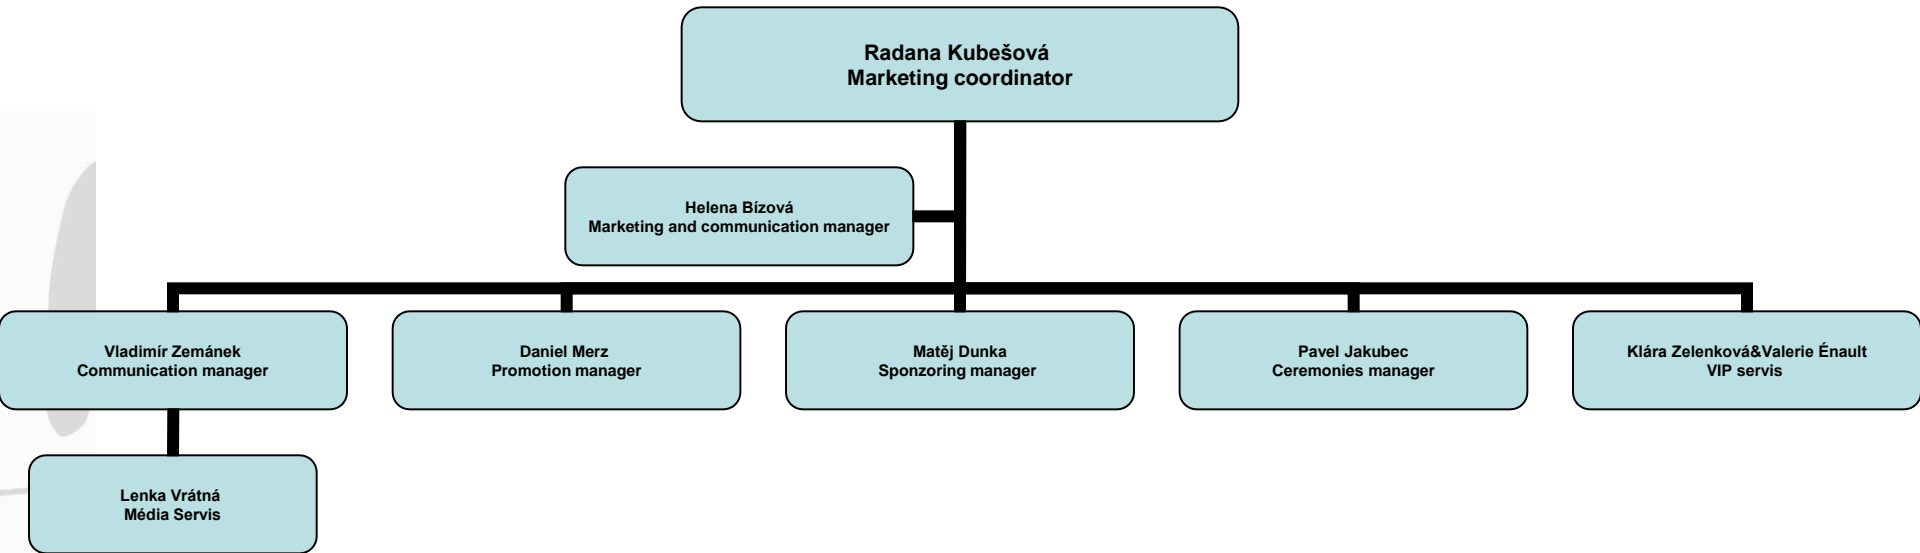 Radana Kubešová
Marketing coordinator
Helena Bízová
Marketing and communication manager
Vladimír Zemánek
Communication manager
Daniel Merz
Promotion manager
Matěj Dunka
Sponzoring manager
Pavel Jakubec
Ceremonies manager
Klára Zelenková&Valerie Énault
VIP servis
Lenka Vrátná
Média Servis